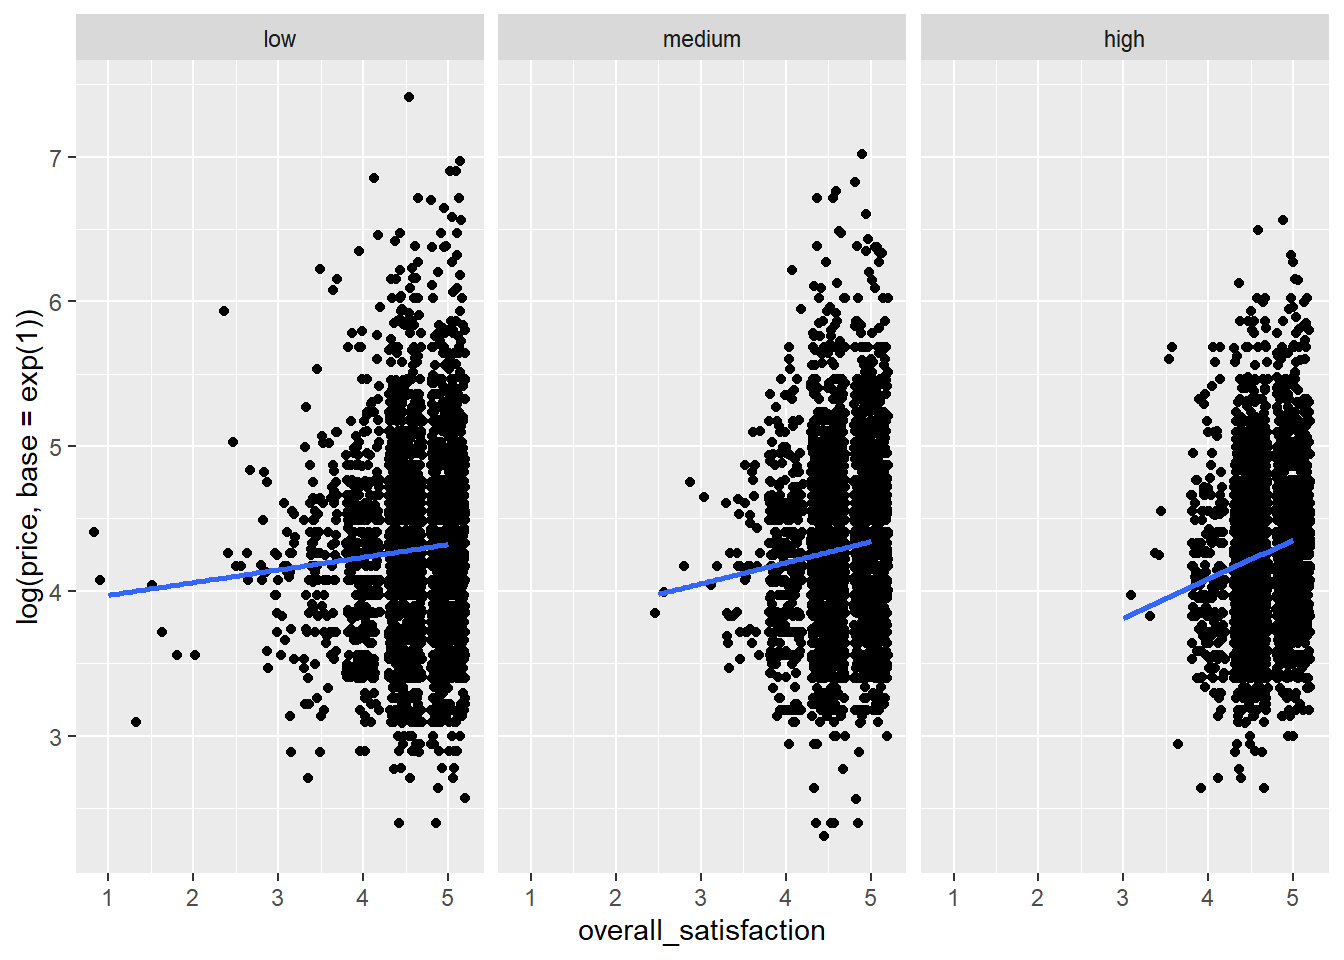 low medium high
log(price, base = exp(1))
7
6
5
4
3
1 2 3 4 5 1 2 3 4 5 1 2 3 4 5
overall_satisfaction